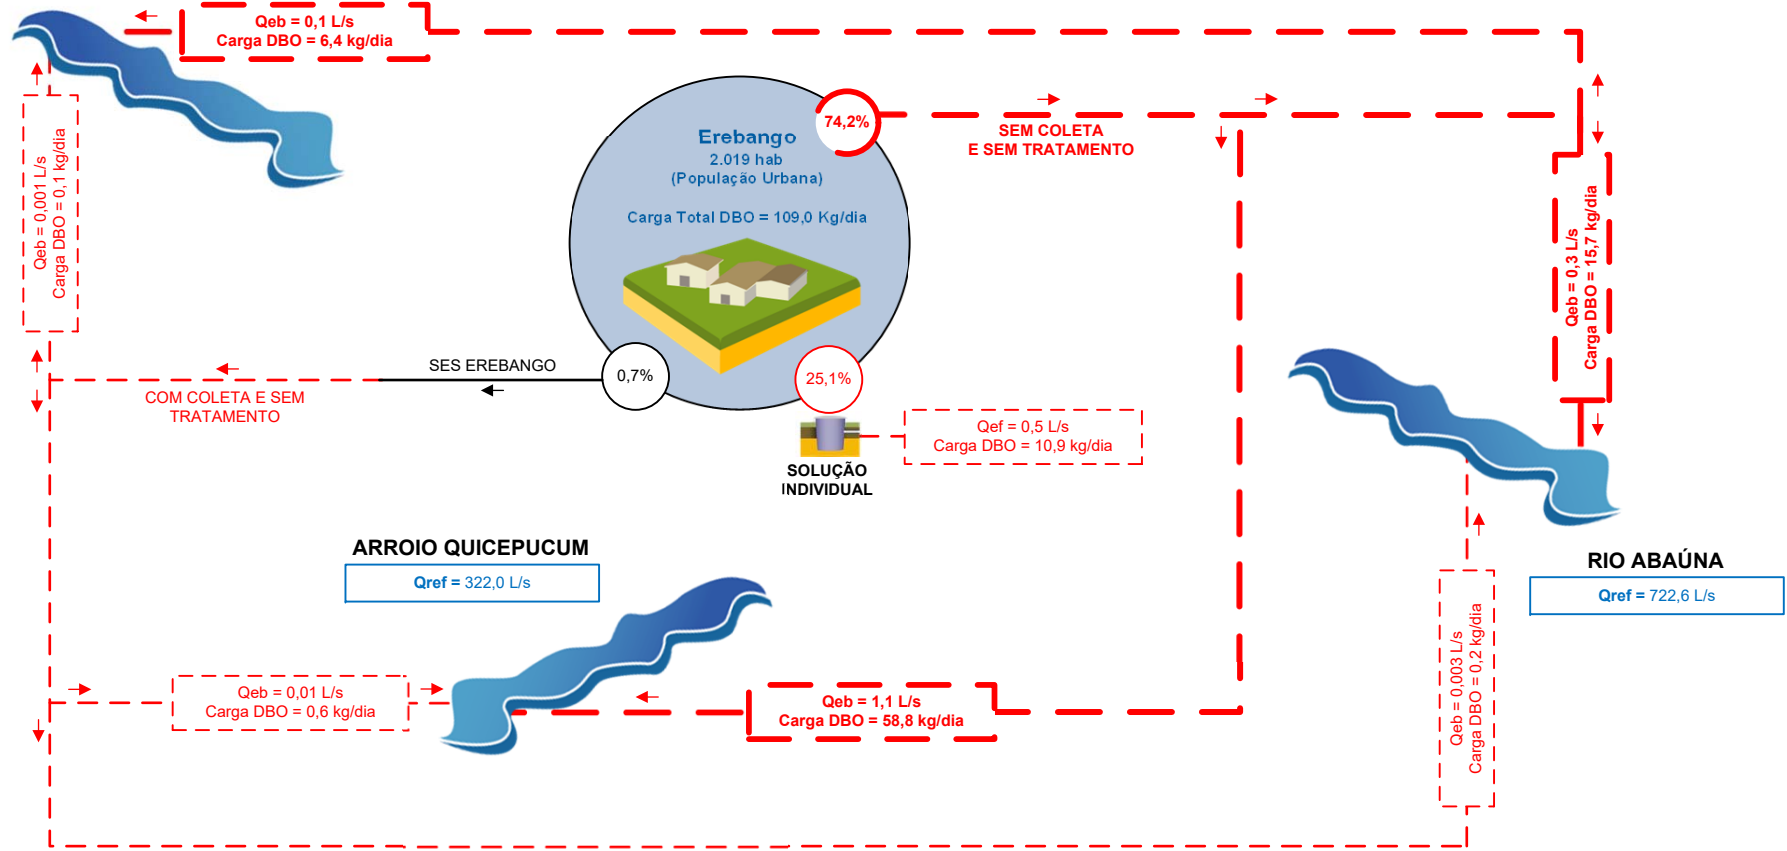 Qeb = 0,1 L/s
Carga DBO = 6,4 kg/dia
Qeb = 0,001 L/s
Carga DBO = 0,1 kg/dia
74,2%
Erebango
2.019 hab
(População Urbana)
Carga Total DBO = 109,0 Kg/dia
SEM COLETA
E SEM TRATAMENTO
Qeb = 0,3 L/s
Carga DBO = 15,7 kg/dia
SES EREBANGO
0,7%
25,1%
COM COLETA E SEM
TRATAMENTO
Qef = 0,5 L/s
Carga DBO = 10,9 kg/dia
SOLUÇÃO
INDIVIDUAL
ARROIO QUICEPUCUM
Qref = 322,0 L/s
RIO ABAÚNA
Qref = 722,6 L/s
Qeb = 0,01 L/s
Carga DBO = 0,6 kg/dia
Qeb = 1,1 L/s
Carga DBO = 58,8 kg/dia
Qeb = 0,003 L/s
Carga DBO = 0,2 kg/dia